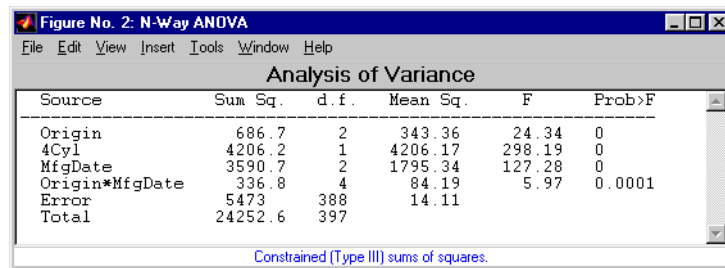 Figure No. 2: N-Way ANOVA
File Edit View Insert Tools Window Help
Analysis of Variance
Source Sum Sq. d.f. Mean Sq. F Prob>F
Origin 686.7 2 343.36 24.34 0
4Cyl 4206.2 1 4206.17 298.19 0
MfgDate 3590.7 2 1795.34 127.28 0
Origin*MfgDate 336.8 4 84.19 5.97 0.0001
Error 5473 388 14.11
Total 24252.6 397
Constrained (Type III) sums of squares.